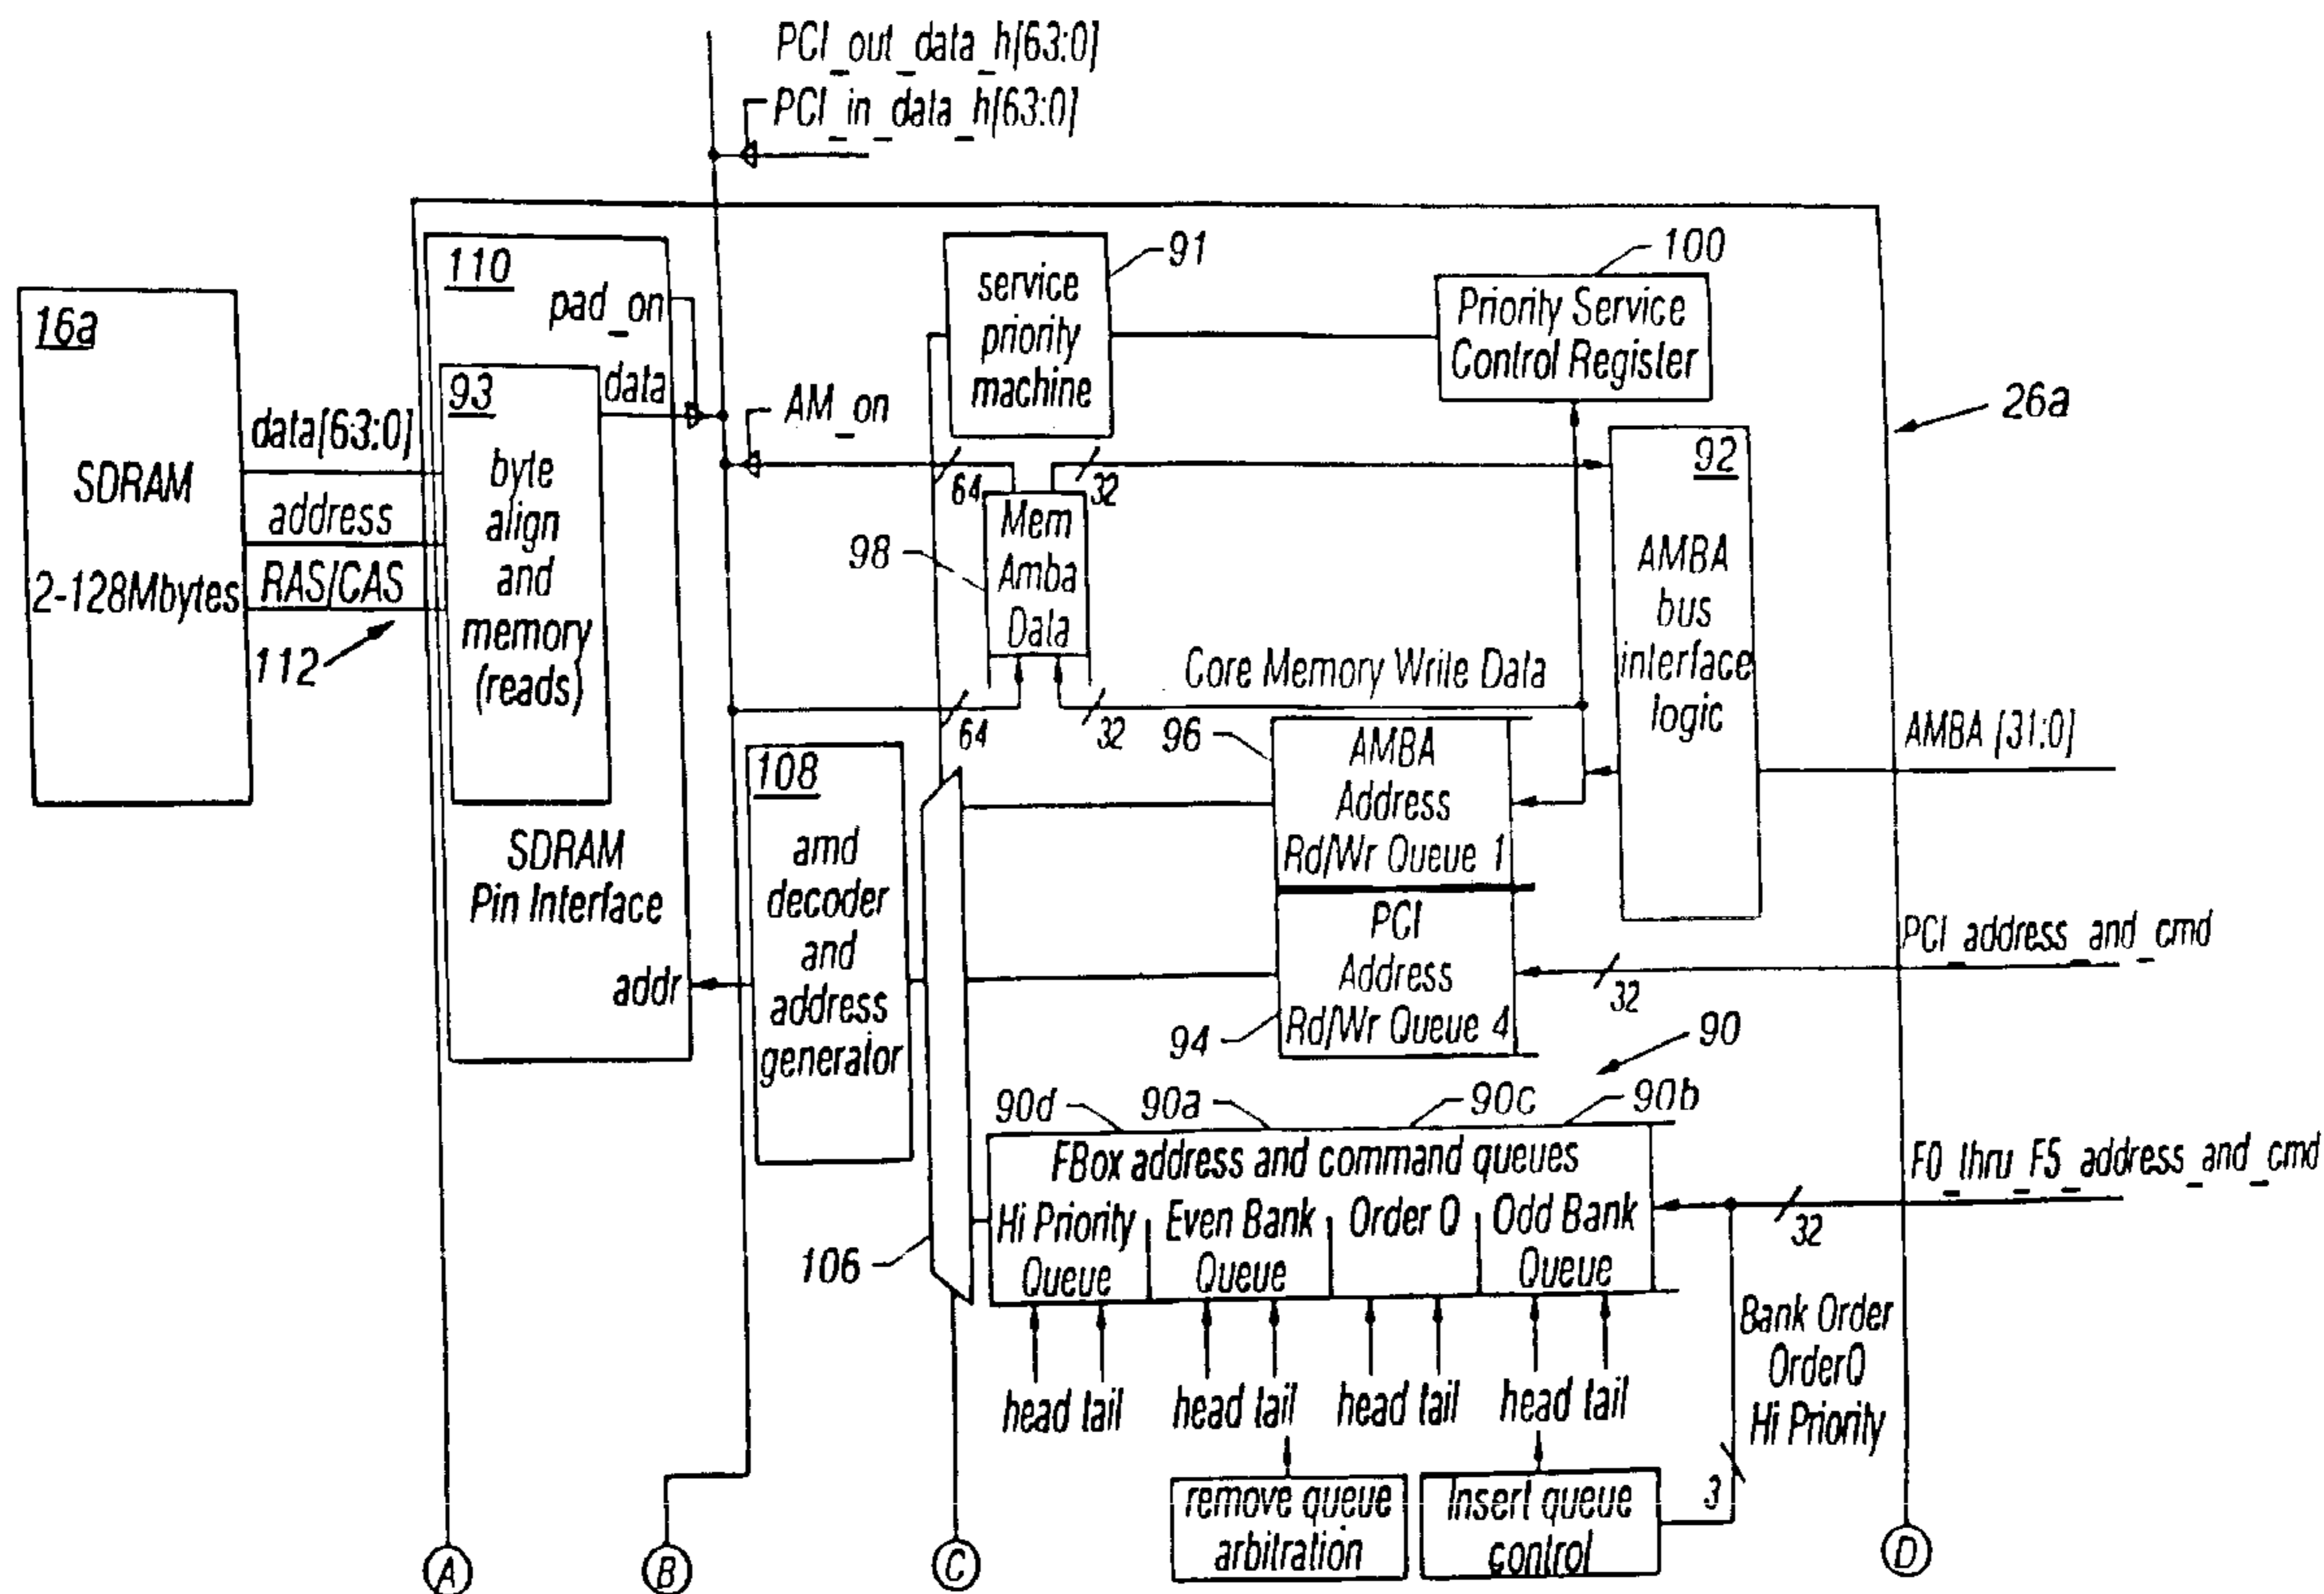 PCI_out_data_h[63:0]
PCI_in_data_h[63:0]
16a
SDRAM
2-128Mbytes
data[63:0]
address
RAS/CAS
112
110
pad_on
data
93
byte
align
and
memory
(reads)
SDRAM
Pin Interface
addr
AM_on
service
priority
machine
91
100
Priority Service
Control Register
26a
64
32
98
Mem
Amba
Data
92
AMBA
bus
interface
logic
Core Memory Write Data
64
32
96
AMBA
Address
Rd/Wr Queue 1
AMBA [31:0]
108
amd
decoder
and
address
generator
PCI
Address
Rd/Wr Queue 4
94
PCI_address_and_cmd
32
90
90d
90a
90c
90b
FBox address and command queues
Hi Priority
Queue
Even Bank
Queue
Order Q
Odd Bank
Queue
F0_thru_F5_address_and_cmd
32
106
head tail
head tail
head tail
head tail
Bank Order
OrderQ
Hi Priority
3
remove queue
arbitration
Insert queue
control
A
B
C
D